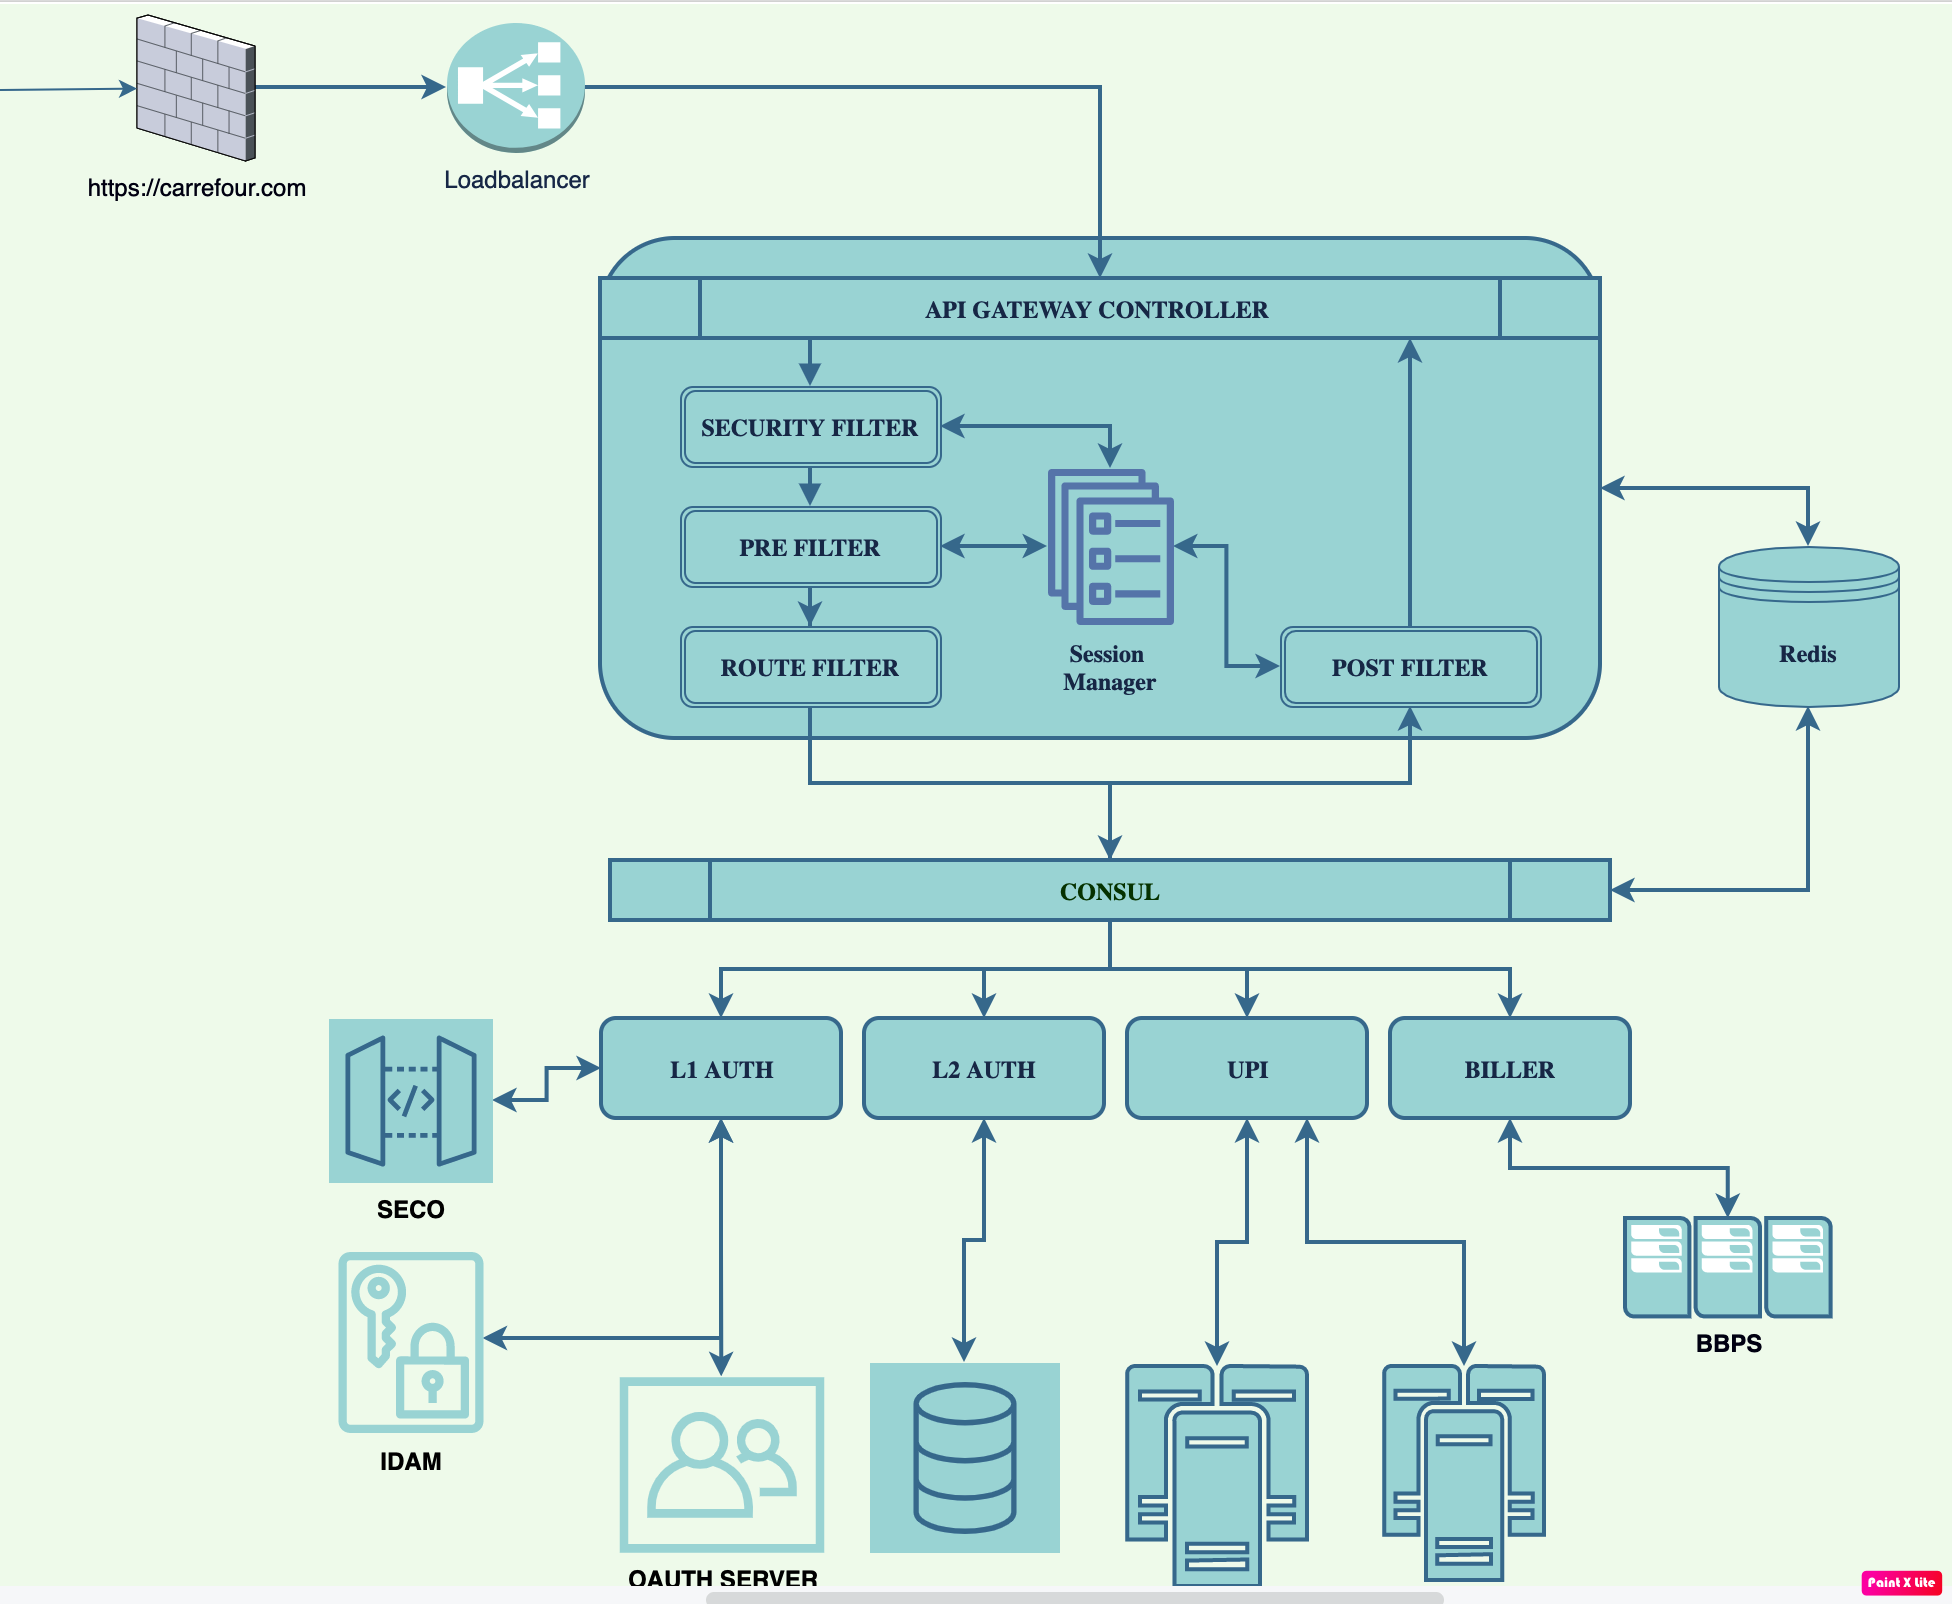 https://carrefour.com
Loadbalancer
API GATEWAY CONTROLLER
SECURITY FILTER
PRE FILTER
ROUTE FILTER
Session
Manager
POST FILTER
Redis
CONSUL
L1 AUTH
L2 AUTH
UPI
BILLER
</>
SECO
BBPS
IDAM
OAUTH SERVER
Paint X Lite